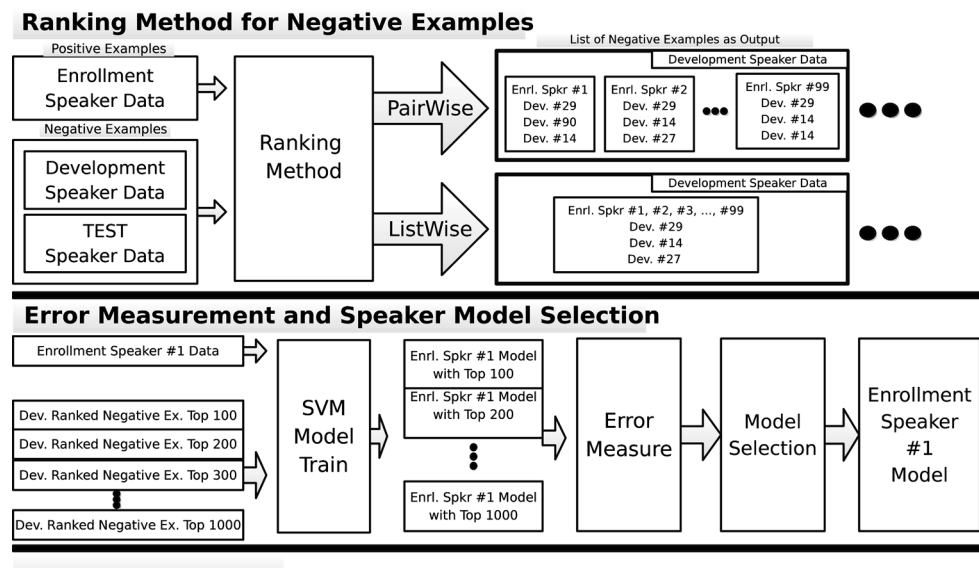 Ranking Method for Negative Examples
Positive Examples
Enrollment
Speaker Data
Negative Examples
Development
Speaker Data
TEST
Speaker Data
Ranking
Method
PairWise
ListWise
List of Negative Examples as Output
Development Speaker Data
Enrl. Spkr #1
Dev. #29
Dev. #90
Dev. #14
Enrl. Spkr #2
Dev. #29
Dev. #14
Dev. #27
Enrl. Spkr #99
Dev. #29
Dev. #14
Dev. #14
Development Speaker Data
Enrl. Spkr #1, #2, #3, ..., #99
Dev. #29
Dev. #14
Dev. #27
Error Measurement and Speaker Model Selection
Enrollment Speaker #1 Data
Dev. Ranked Negative Ex. Top 100
Dev. Ranked Negative Ex. Top 200
Dev. Ranked Negative Ex. Top 300
Dev. Ranked Negative Ex. Top 1000
SVM
Model
Train
Enrl. Spkr #1 Model
with Top 100
Enrl. Spkr #1 Model
with Top 200
Enrl. Spkr #1 Model
with Top 1000
Error
Measure
Model
Selection
Enrollment
Speaker
#1
Model